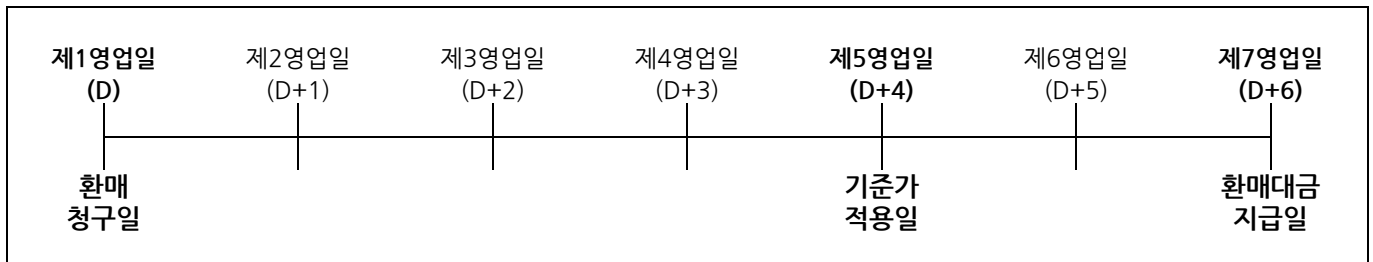 제1영업일 제2영업일 제3영업일 제4영업일 제5영업일 제6영업일 제7영업일
(D) (D+1) (D+2) (D+3) (D+4) (D+5) (D+6)
환매 기준가 환매대금
청구일 적용일 지급일